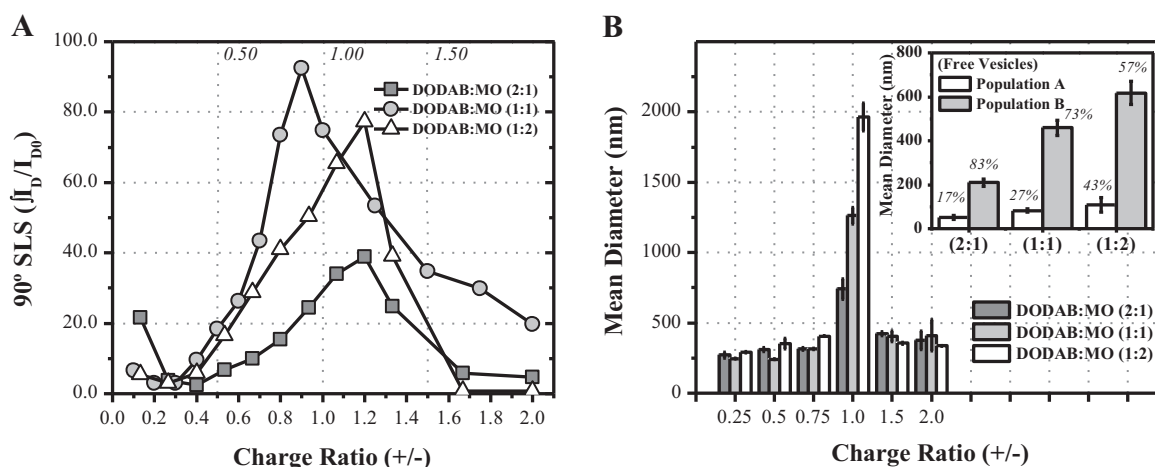 A
90º SLS (∫I_D/I_D0)
100.0
80.0
60.0
40.0
20.0
0.0
0.50
1.00
1.50
DODAB:MO (2:1)
DODAB:MO (1:1)
DODAB:MO (1:2)
0.0 0.2 0.4 0.6 0.8 1.0 1.2 1.4 1.6 1.8 2.0
Charge Ratio (+/-)
B
Mean Diameter (nm)
2000
1750
1500
1250
1000
750
500
250
0
0.25 0.5 0.75 1.0 1.5 2.0
Charge Ratio (+/-)
DODAB:MO (2:1)
DODAB:MO (1:1)
DODAB:MO (1:2)
Mean Diameter (nm)
800
600
400
200
0
(Free Vesicles)
Population A
Population B
17%
83%
27%
73%
43%
57%
(2:1) (1:1) (1:2)